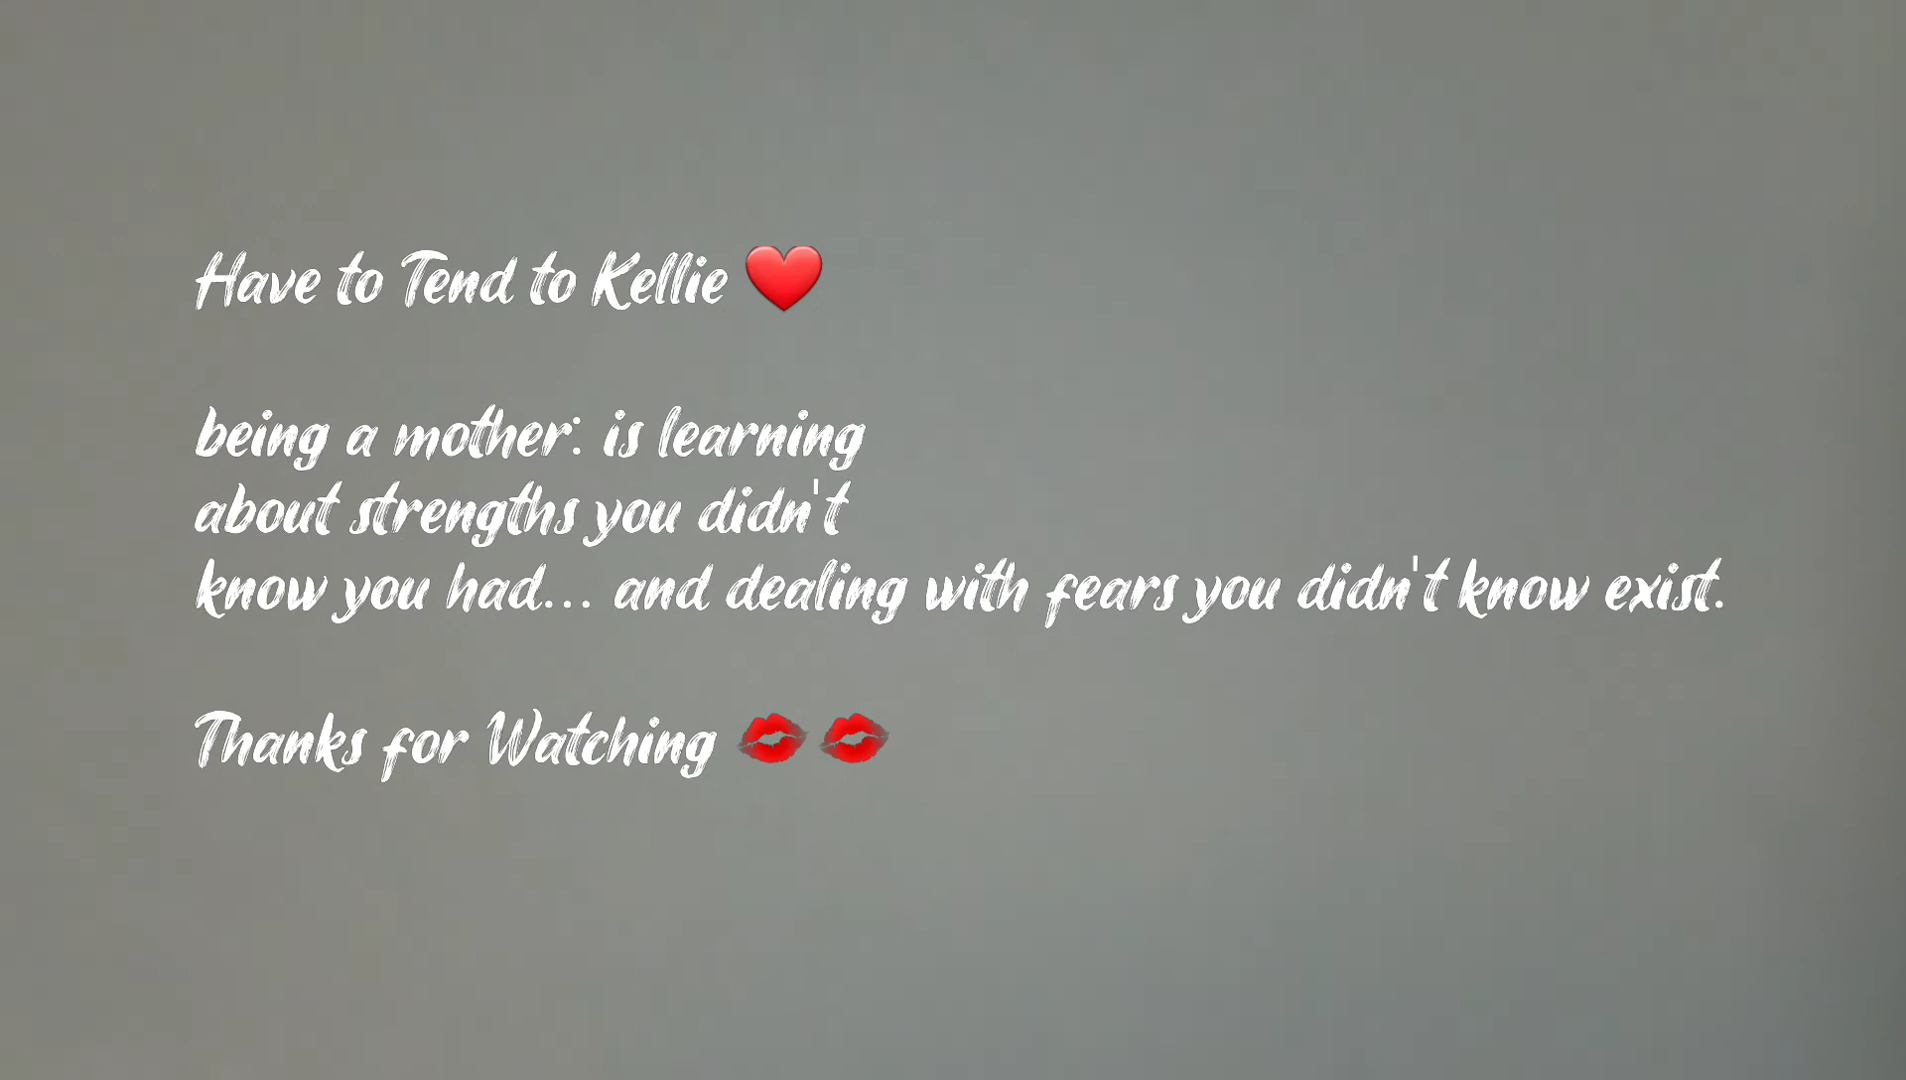 Have to Tend to Kellie ❤️
being a mother: is learning
about strengths you didn't
know you had... and dealing with fears you didn't know exist.
Thanks for Watching 💋💋